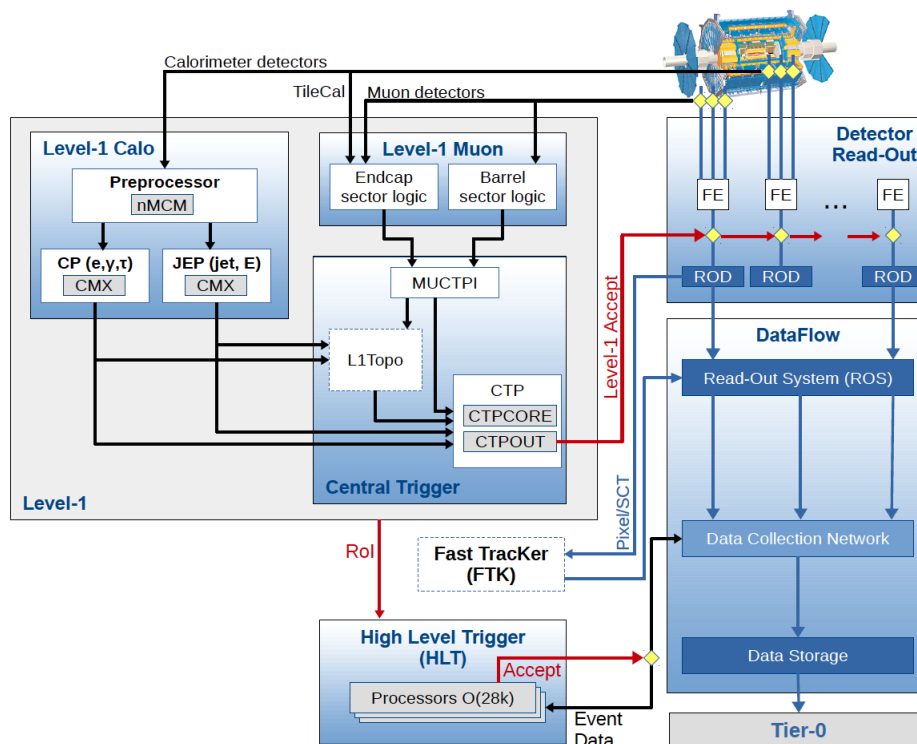 Calorimeter detectors
TileCal
Muon detectors
Level-1 Calo
Preprocessor
nMCM
CP (e,γ,τ)
CMX
JEP (jet, E)
CMX
Level-1 Muon
Endcap
sector logic
Barrel
sector logic
MUCTPI
L1Topo
CTP
CTPCORE
CTPOUT
Central Trigger
Level-1
Level-1 Accept
Detector
Read-Out
FE
FE
...
FE
ROD
ROD
ROD
DataFlow
Read-Out System (ROS)
Pixel/SCT
Data Collection Network
Data Storage
Tier-0
RoI
Fast TracKer
(FTK)
High Level Trigger
(HLT)
Accept
Processors O(28k)
Event
Data